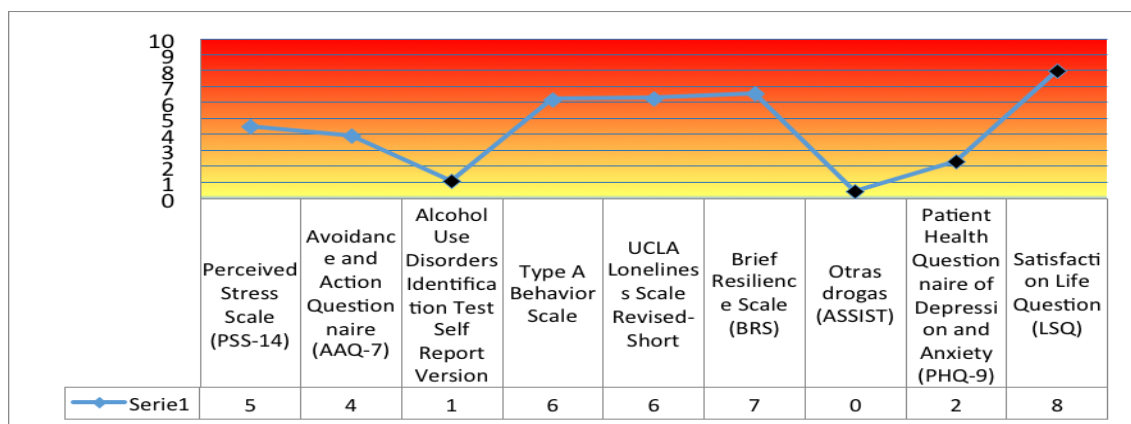 10
9
8
7
6
5
4
3
2
1
0
Perceived
Stress
Scale
(PSS-14)
Avoidanc
e and
Action
Question
naire
(AAQ-7)
Alcohol
Use
Disorders
Identifica
tion Test
Self
Report
Version
Type A
Behavior
Scale
UCLA
Lonelines
s Scale
Revised-
Short
Brief
Resilienc
e Scale
(BRS)
Otras
drogas
(ASSIST)
Patient
Health
Question
naire of
Depressi
on and
Anxiety
(PHQ-9)
Satisfacti
on Life
Question
(LSQ)
Serie1 5 4 1 6 6 7 0 2 8